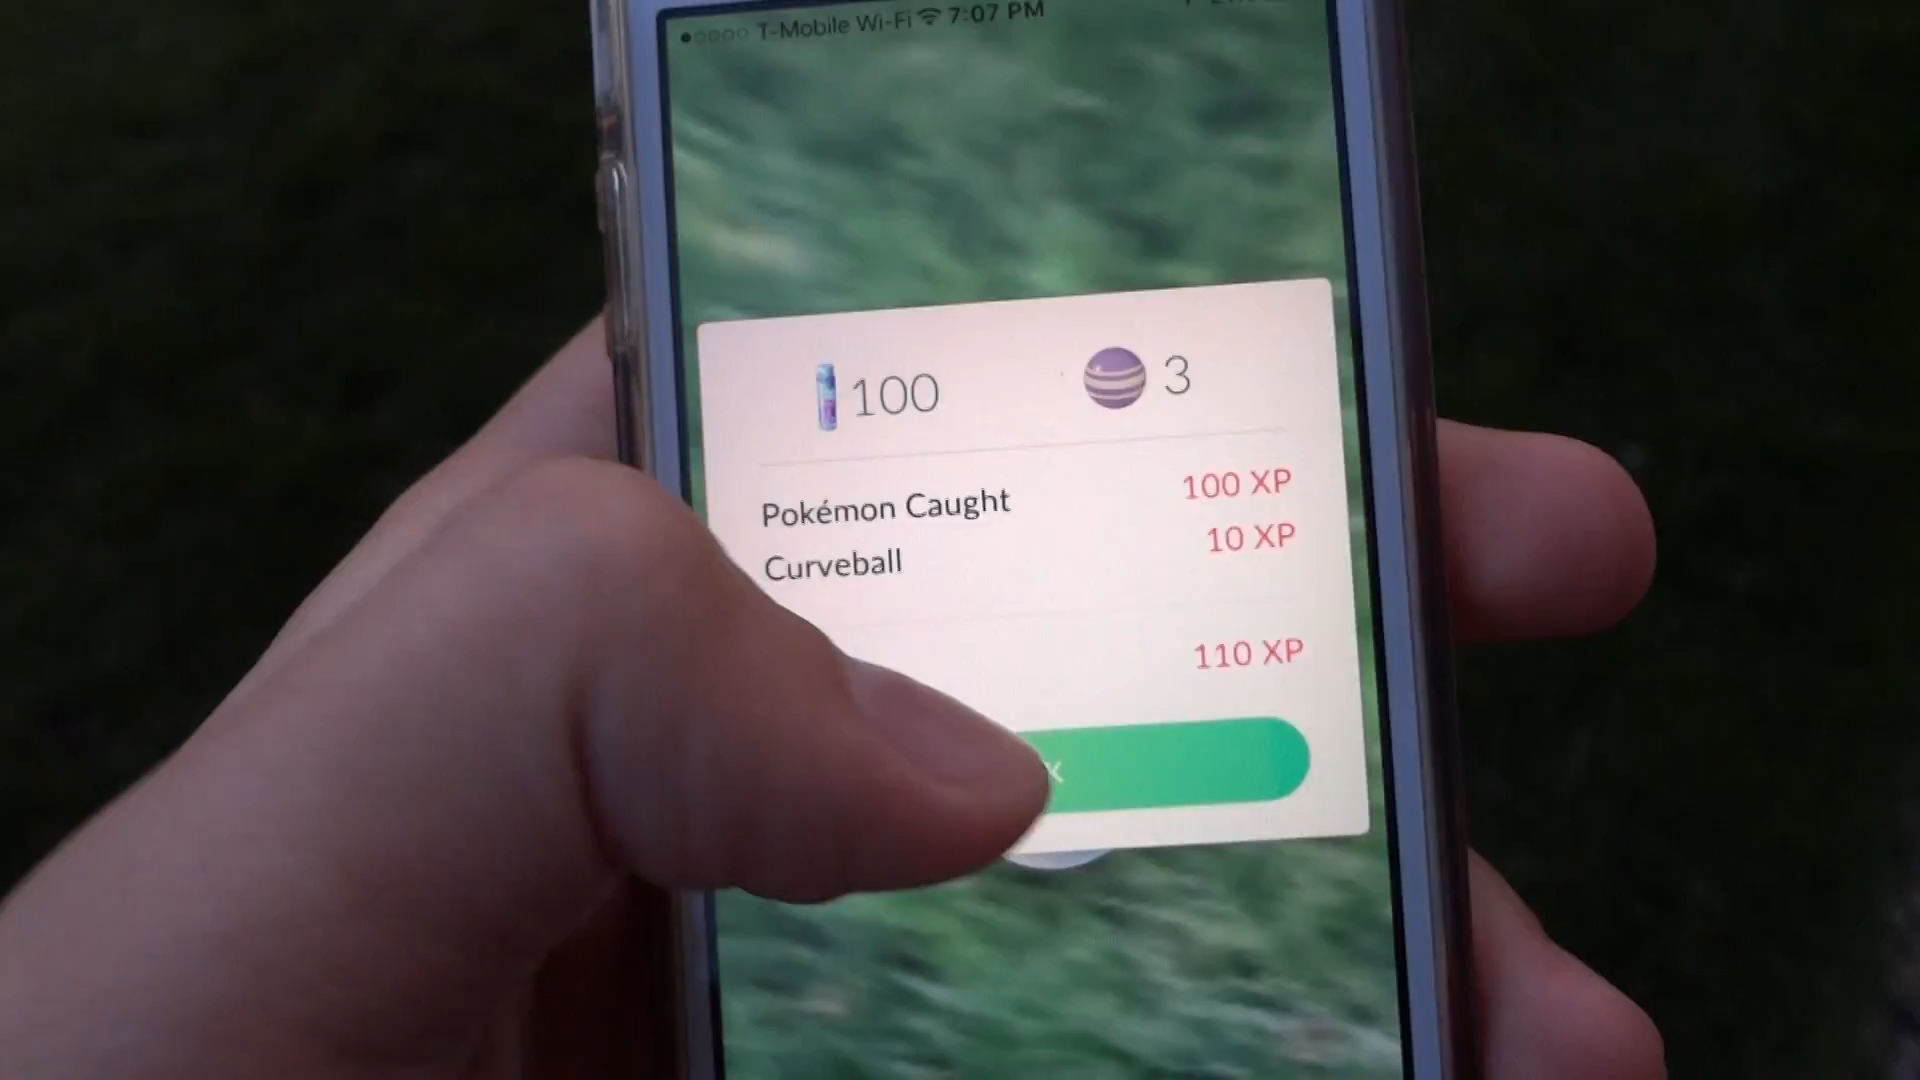 T-Mobile Wi-Fi 7:07 PM
100 3
Pokémon Caught 100 XP
Curveball 10 XP
110 XP